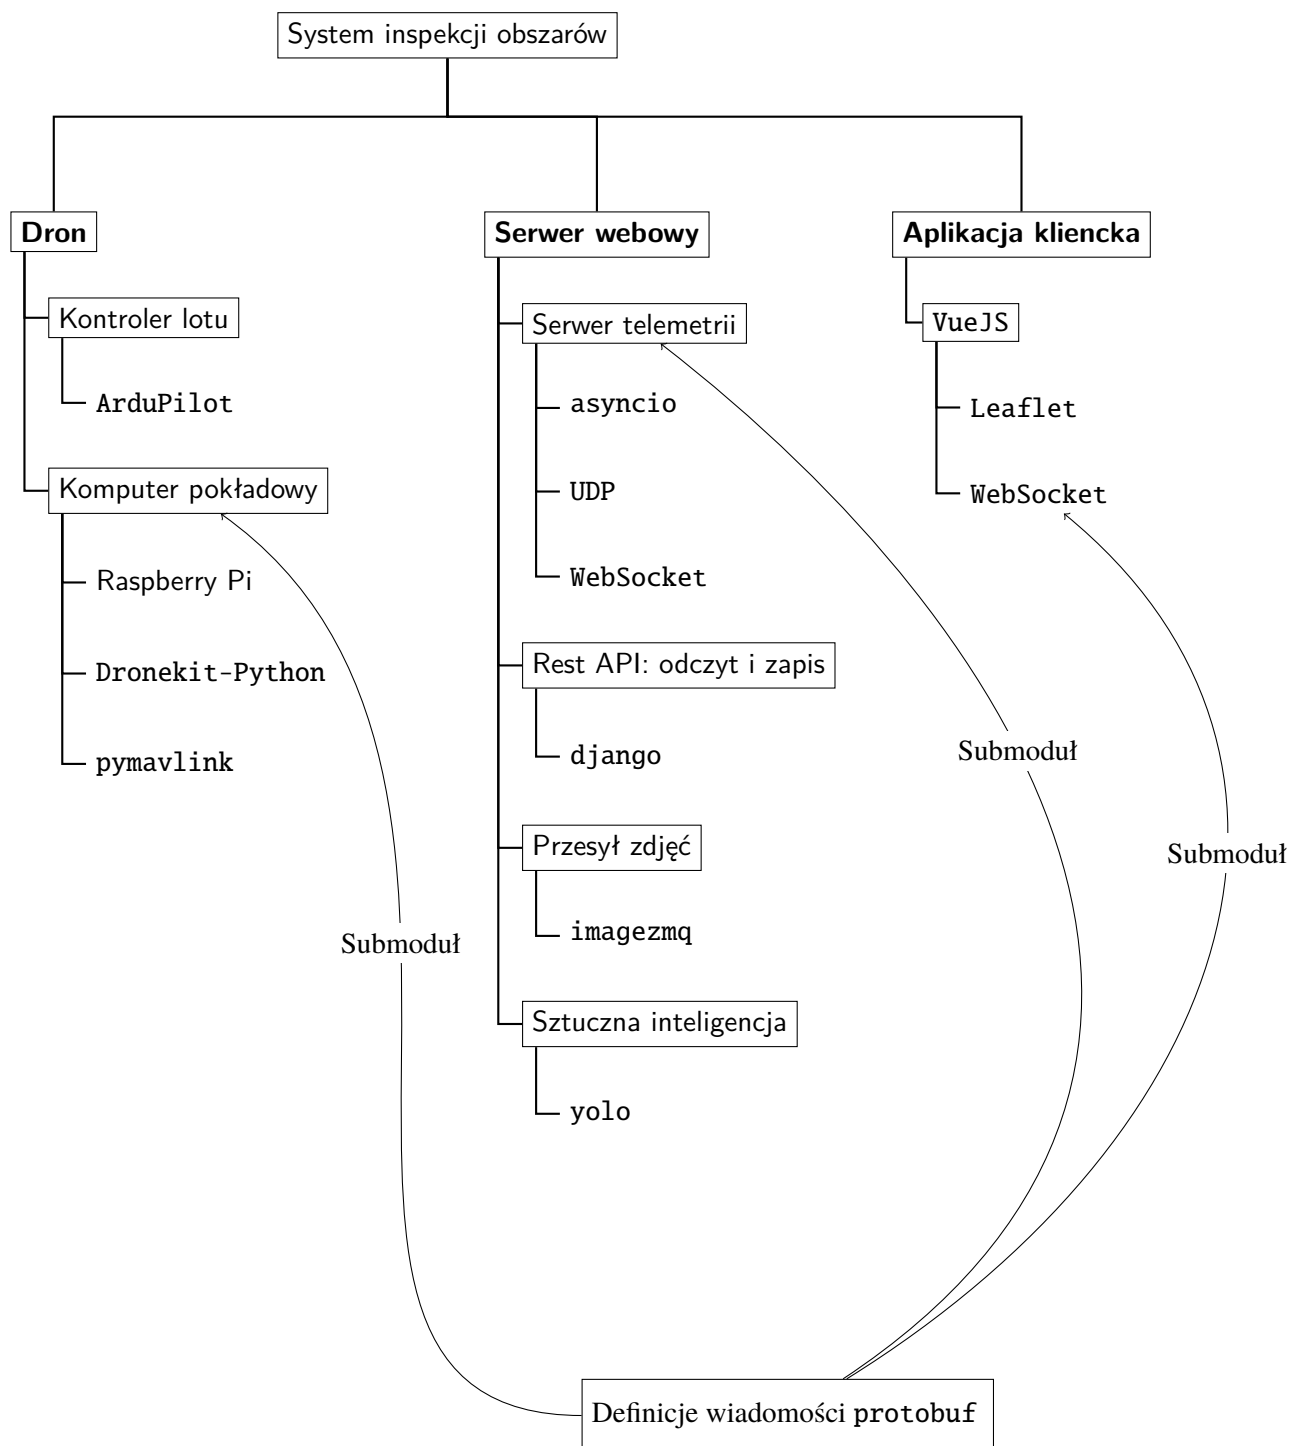 System inspekcji obszarów
Dron
Serwer webowy
Aplikacja kliencka
Kontroler lotu
ArduPilot
Komputer pokładowy
Raspberry Pi
Dronekit-Python
pymavlink
Serwer telemetrii
asyncio
UDP
WebSocket
Rest API: odczyt i zapis
django
Przesył zdjęć
imagezmq
Sztuczna inteligencja
yolo
VueJS
Leaflet
WebSocket
Submoduł
Submoduł
Submoduł
Definicje wiadomości protobuf